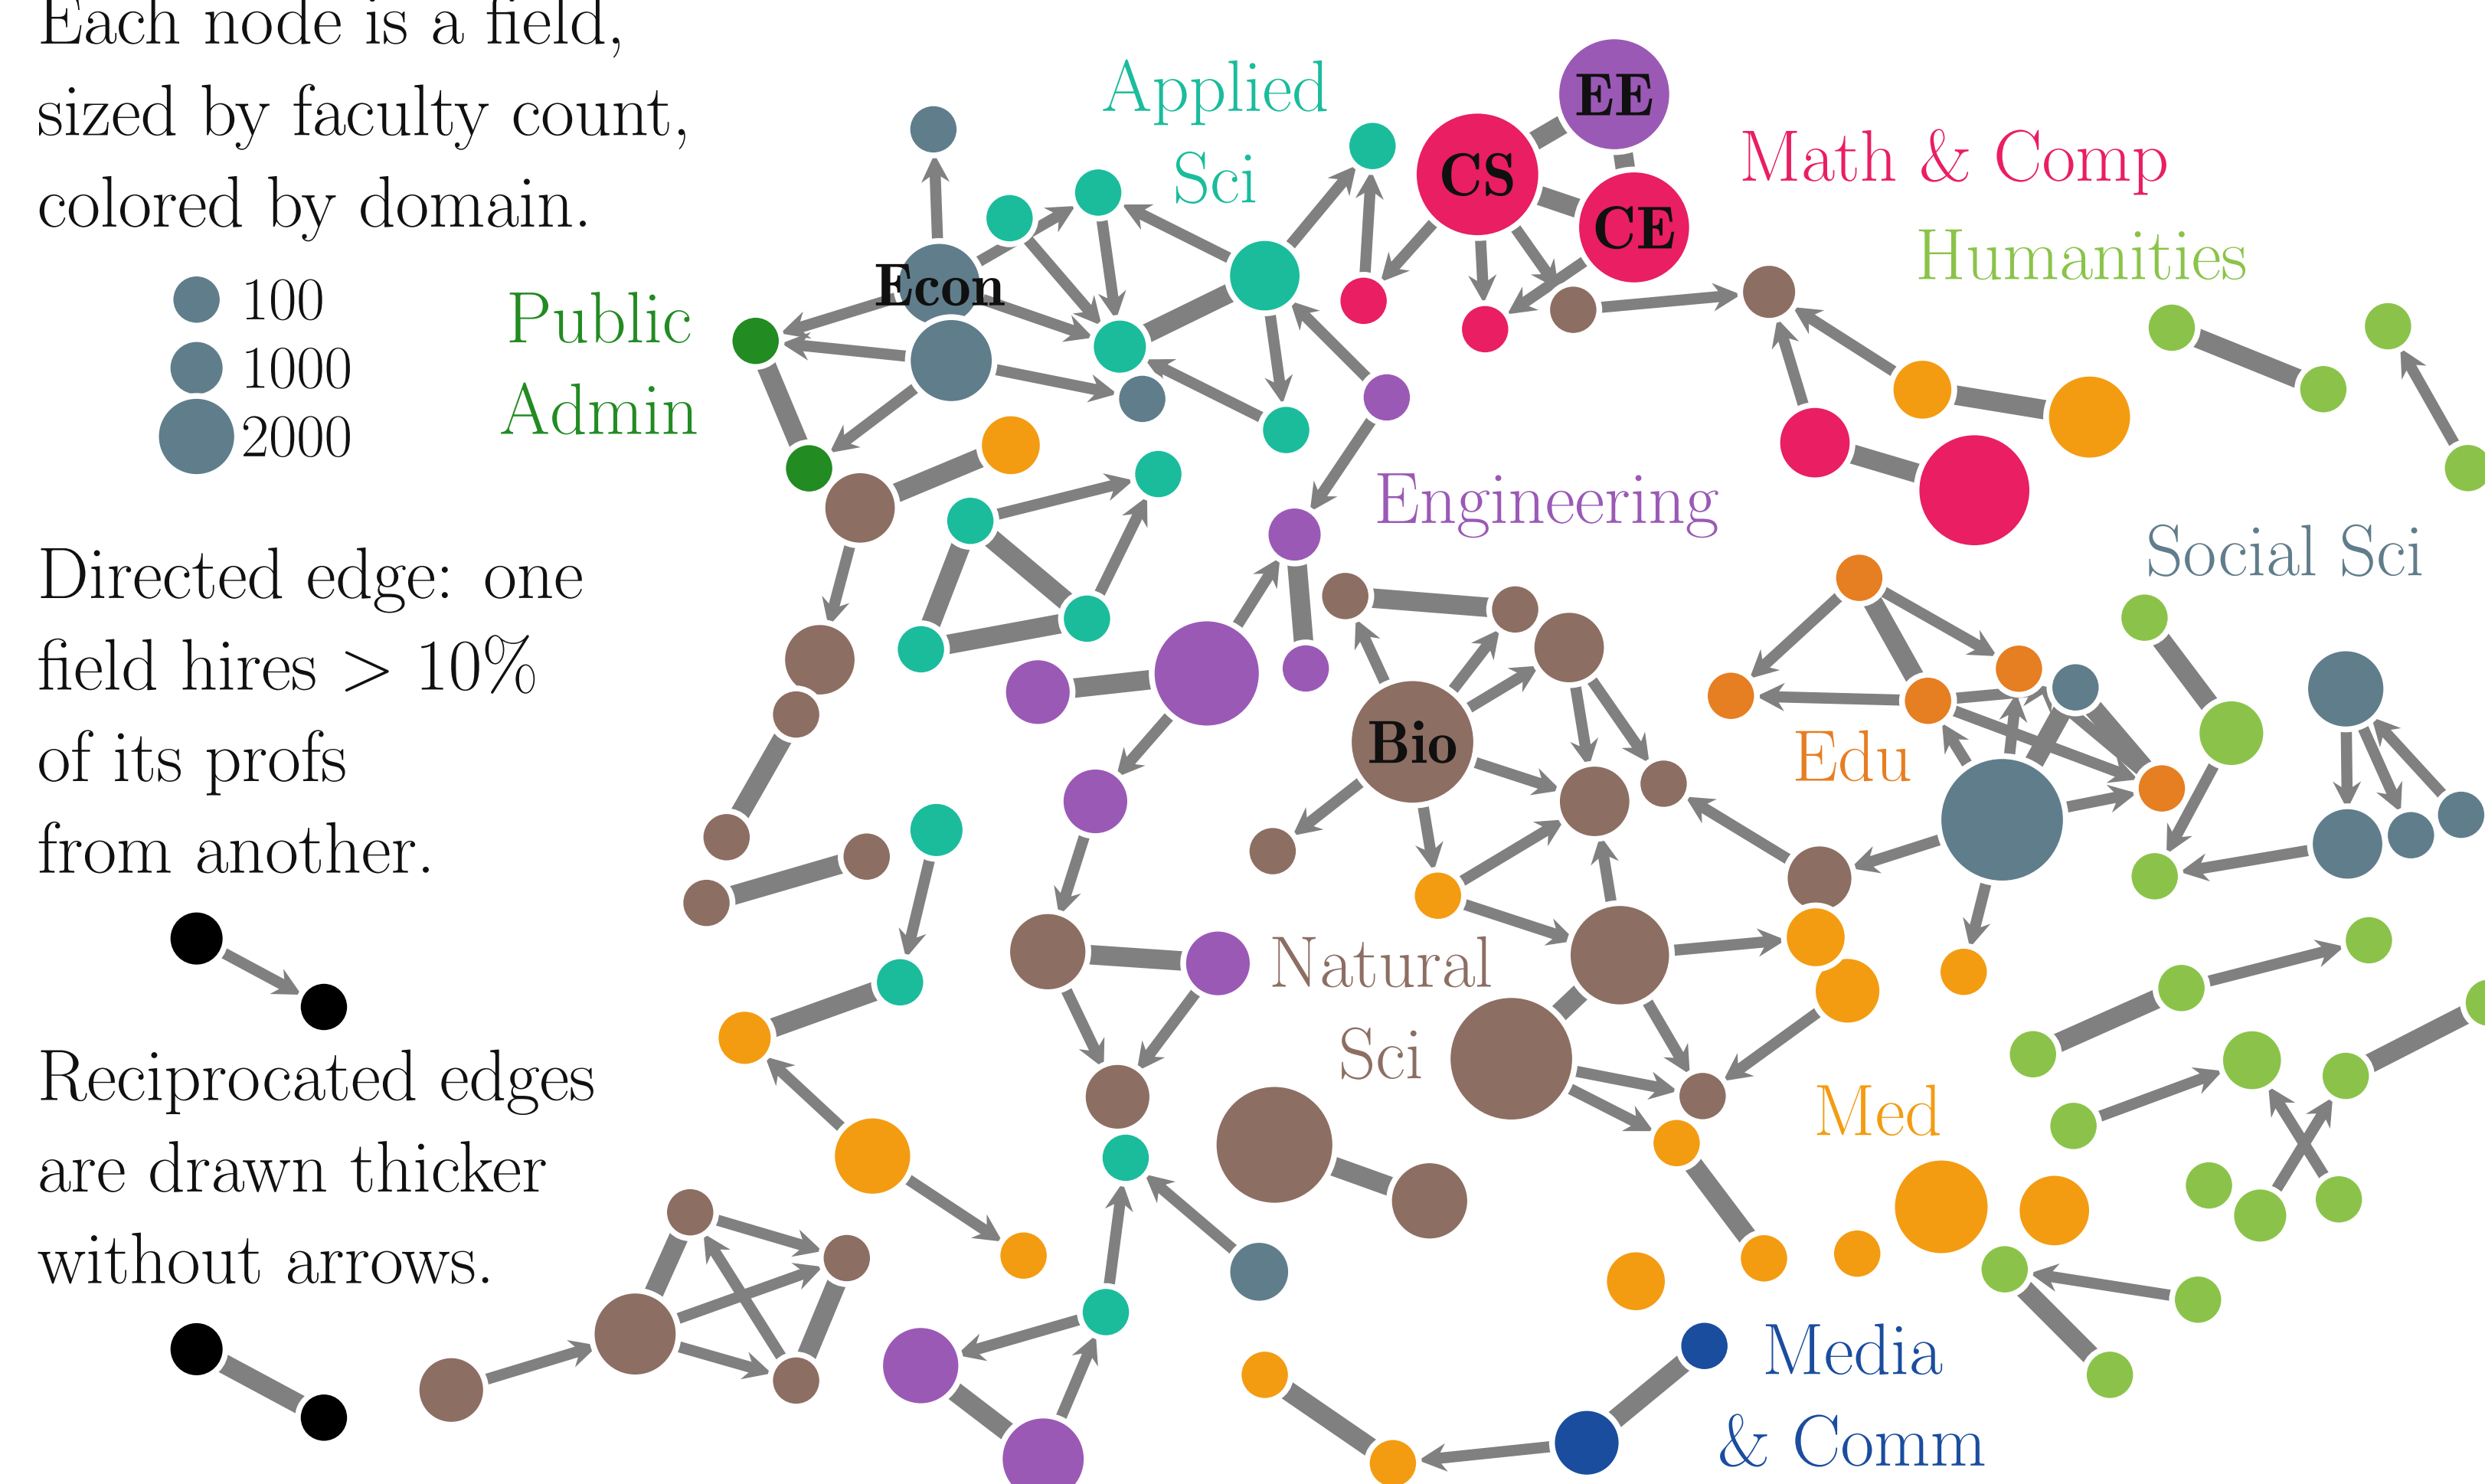 Each node is a field,
sized by faculty count,
colored by domain.
100
1000
2000
Directed edge: one
field hires > 10%
of its profs
from another.
Reciprocated edges
are drawn thicker
without arrows.
Public
Admin
Econ
Applied
Sci
EE
CS
CE
Math & Comp
Humanities
Engineering
Social Sci
Bio
Edu
Natural
Sci
Med
Media
& Comm